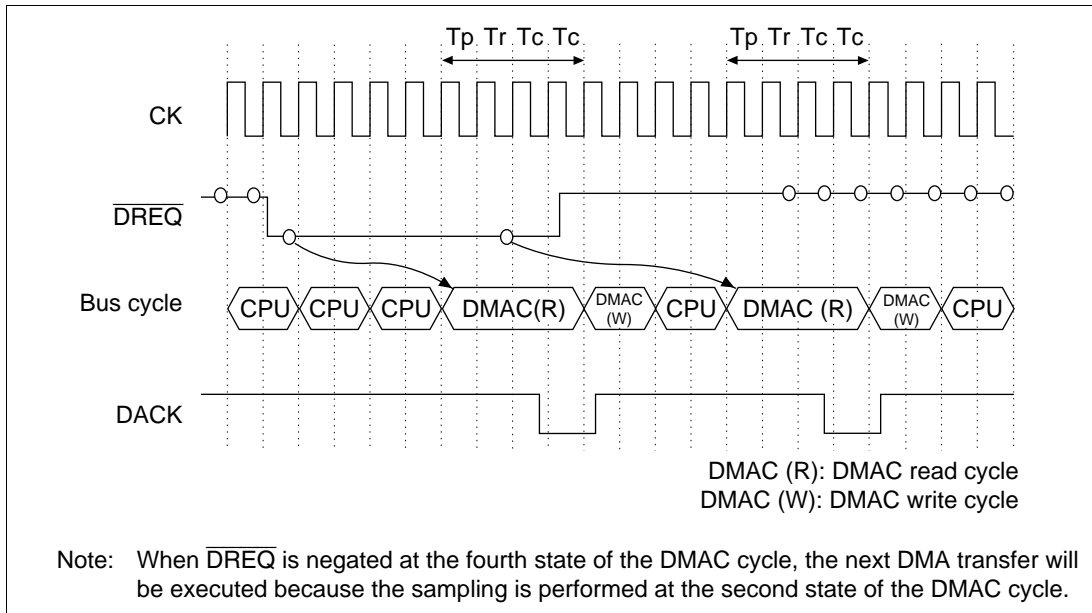 Tp Tr Tc Tc Tp Tr Tc Tc
CK
DREQ
Bus cycle CPU CPU CPU DMAC(R) DMAC (W) CPU DMAC (R) DMAC (W) CPU
DACK
DMAC (R): DMAC read cycle
DMAC (W): DMAC write cycle
Note: When DREQ is negated at the fourth state of the DMAC cycle, the next DMA transfer will
be executed because the sampling is performed at the second state of the DMAC cycle.